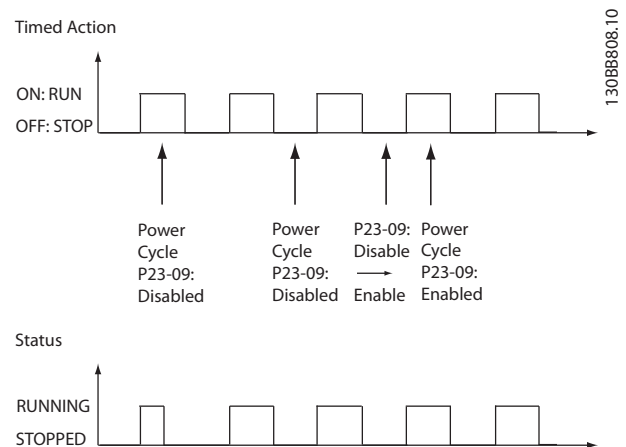 Timed Action
130BB808.10
ON: RUN
OFF: STOP
Power
Cycle
P23-09:
Disabled
Power
Cycle
P23-09:
Disabled
P23-09:
Disable
Enable
Power
Cycle
P23-09:
Enabled
Status
RUNNING
STOPPED